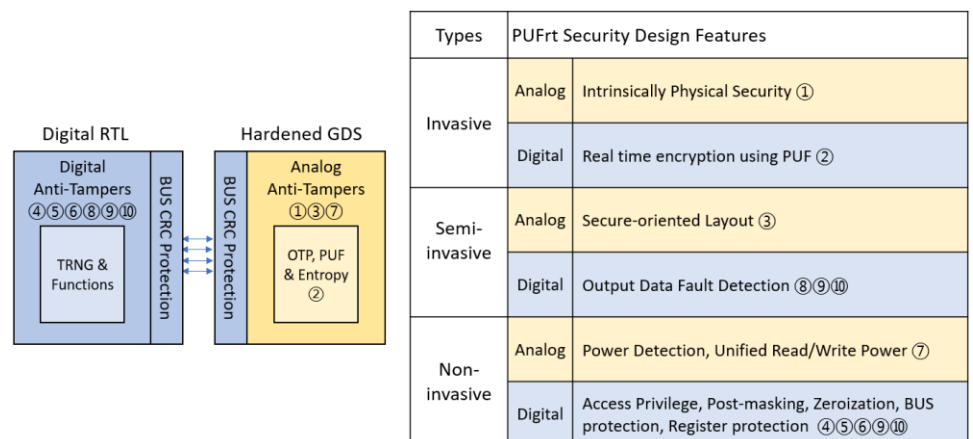 Digital RTL
Digital
Anti-Tampers
④⑤⑥⑧⑨⑩
TRNG &
Functions
BUS CRC Protection
Hardened GDS
BUS CRC Protection
Analog
Anti-Tampers
①③⑦
OTP, PUF
& Entropy
②
Types
PUFrt Security Design Features
Invasive
Analog
Intrinsically Physical Security ①
Digital
Real time encryption using PUF ②
Semi-
invasive
Analog
Secure-oriented Layout ③
Digital
Output Data Fault Detection ⑧⑨⑩
Non-
invasive
Analog
Power Detection, Unified Read/Write Power ⑦
Digital
Access Privilege, Post-masking, Zeroization, BUS
protection, Register protection ④⑤⑥⑨⑩